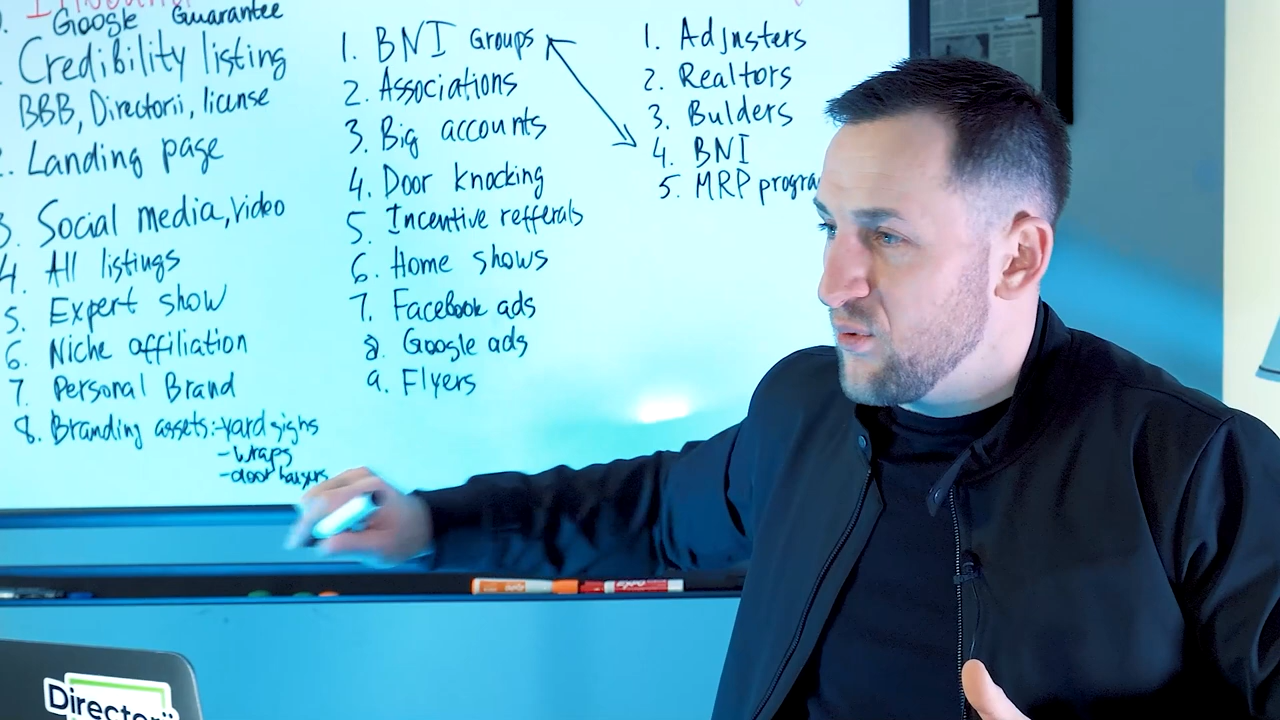 Inbound
0. Google Guarantee
Credibility listing
BBB, Directorii, license
2. Landing page
3. Social media, video
4. All listings
5. Expert show
6. Niche affiliation
7. Personal Brand
8. Branding assets:-yard signs
-wraps
-door hangers
1. BNI Groups
2. Associations
3. Big accounts
4. Door knocking
5. Incentive refferals
6. Home shows
7. Facebook ads
8. Google ads
9. Flyers
1. Adjusters
2. Realtors
3. Bulders
4. BNI
5. MRP progra
Directorii